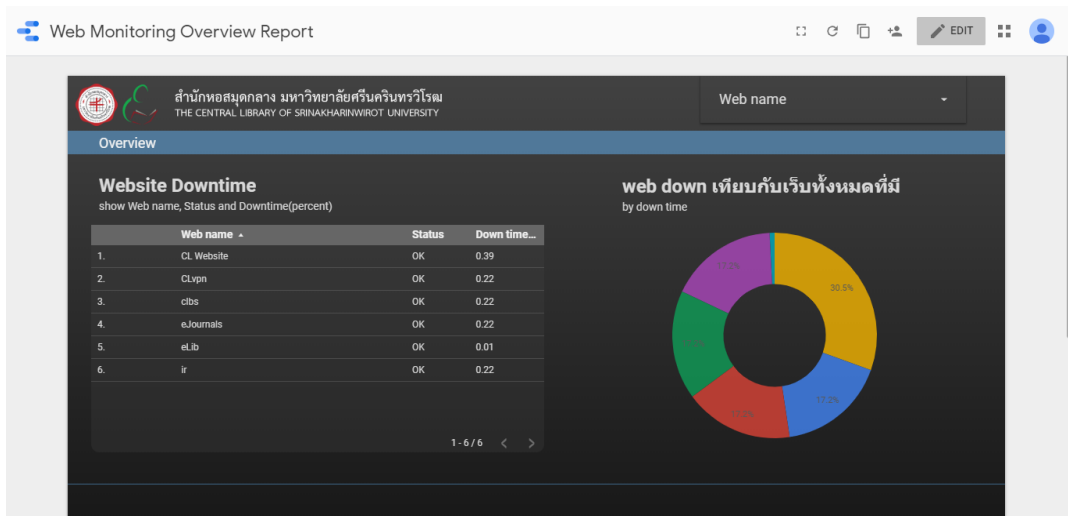 Web Monitoring Overview Report
EDIT
สำนักหอสมุดกลาง มหาวิทยาลัยศรีนครินทรวิโรฒ
THE CENTRAL LIBRARY OF SRINAKHARINWIROT UNIVERSITY
Web name
Overview
Website Downtime
show Web name, Status and Downtime(percent)
Web name Status Down time...
1. CL Website OK 0.39
2. CLvpn OK 0.22
3. clbs OK 0.22
4. eJournals OK 0.22
5. eLib OK 0.01
6. ir OK 0.22
1 - 6 / 6
web down เทียบกับเว็บทั้งหมดที่มี
by down time
17.2%
30.5%
17.2%
17.2%
17.2%